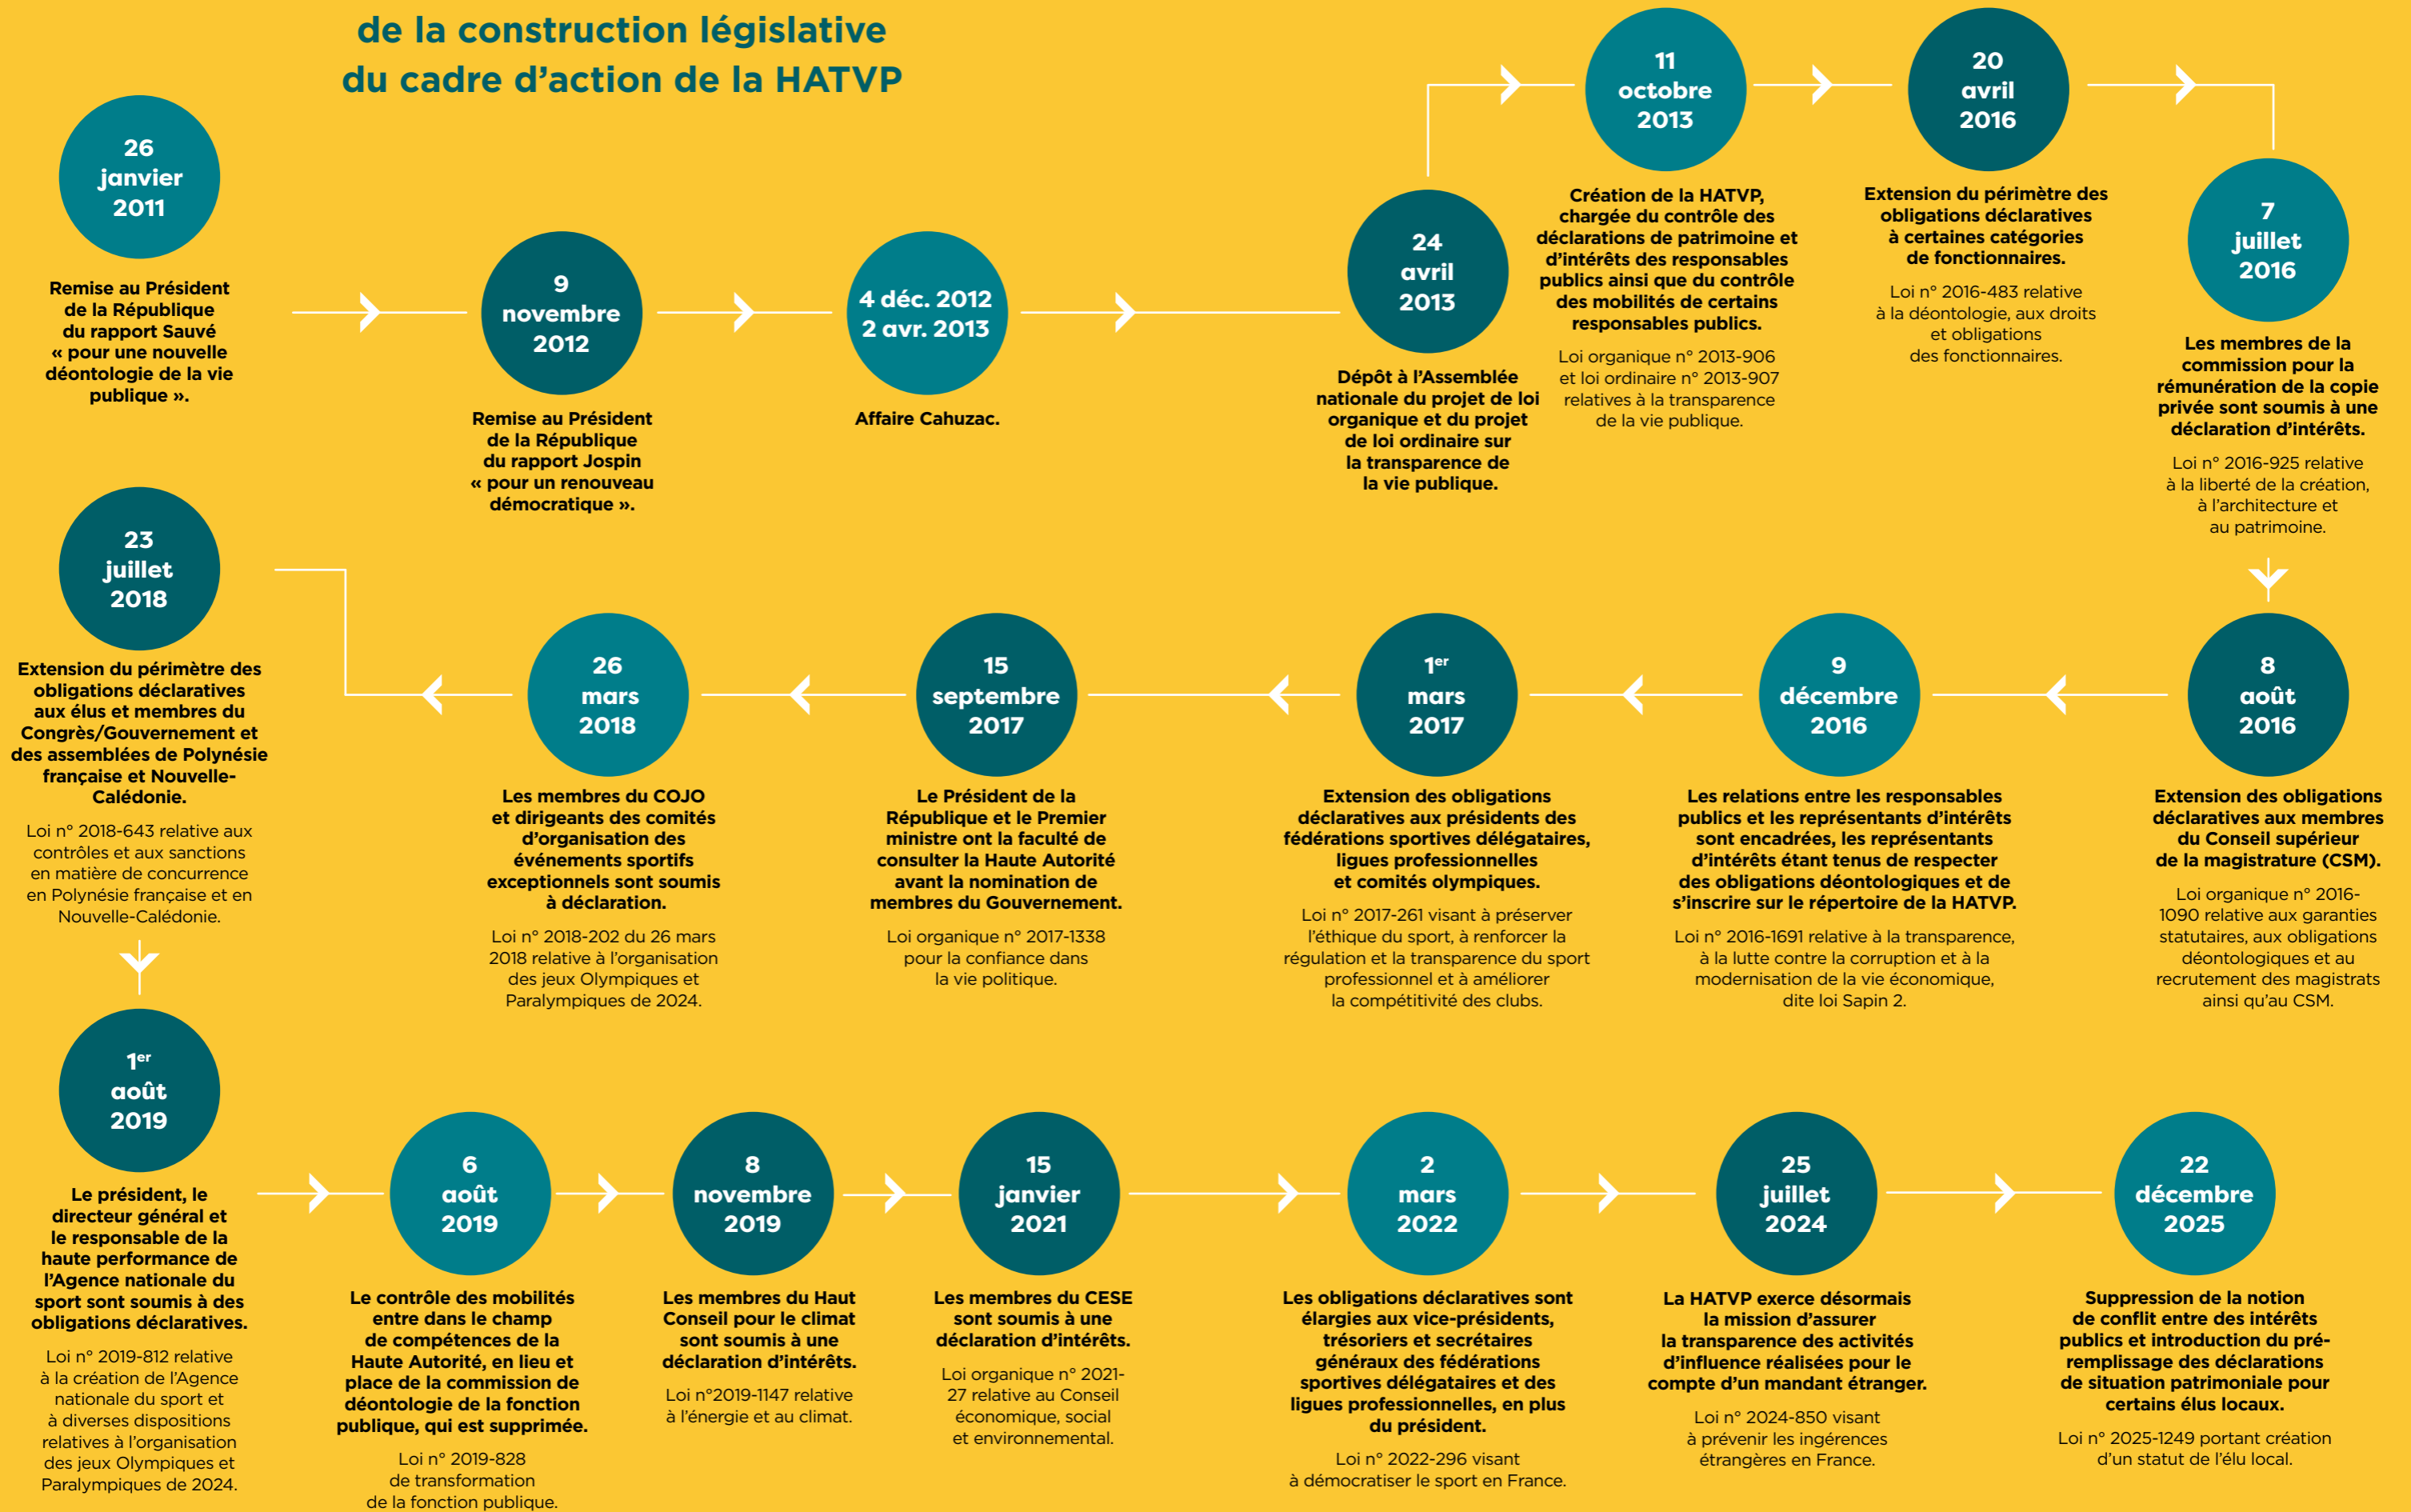 de la construction législative
du cadre d'action de la HATVP
26
janvier
2011
Remise au Président
de la République
du rapport Sauvé
« pour une nouvelle
déontologie de la vie
publique ».
9
novembre
2012
Remise au Président
de la République
du rapport Jospin
« pour un renouveau
démocratique ».
4 déc. 2012
2 avr. 2013
Affaire Cahuzac.
24
avril
2013
Dépôt à l'Assemblée
nationale du projet de loi
organique et du projet
de loi ordinaire sur
la transparence de
la vie publique.
11
octobre
2013
Création de la HATVP,
chargée du contrôle des
déclarations de patrimoine et
d'intérêts des responsables
publics ainsi que du contrôle
des mobilités de certains
responsables publics.
Loi organique n° 2013-906
et loi ordinaire n° 2013-907
relatives à la transparence
de la vie publique.
20
avril
2016
Extension du périmètre des
obligations déclaratives
à certaines catégories
de fonctionnaires.
Loi n° 2016-483 relative
à la déontologie, aux droits
et obligations
des fonctionnaires.
7
juillet
2016
Les membres de la
commission pour la
rémunération de la copie
privée sont soumis à une
déclaration d'intérêts.
Loi n° 2016-925 relative
à la liberté de la création,
à l'architecture et
au patrimoine.
8
août
2016
Extension des obligations
déclaratives aux membres
du Conseil supérieur
de la magistrature (CSM).
Loi organique n° 2016-
1090 relative aux garanties
statutaires, aux obligations
déontologiques et au
recrutement des magistrats
ainsi qu'au CSM.
9
décembre
2016
Les relations entre les responsables
publics et les représentants d'intérêts
sont encadrées, les représentants
d'intérêts étant tenus de respecter
des obligations déontologiques et de
s'inscrire sur le répertoire de la HATVP.
Loi n° 2016-1691 relative à la transparence,
à la lutte contre la corruption et à la
modernisation de la vie économique,
dite loi Sapin 2.
1er
mars
2017
Extension des obligations
déclaratives aux présidents des
fédérations sportives délégataires,
ligues professionnelles
et comités olympiques.
Loi n° 2017-261 visant à préserver
l'éthique du sport, à renforcer la
régulation et la transparence du sport
professionnel et à améliorer
la compétitivité des clubs.
15
septembre
2017
Le Président de la
République et le Premier
ministre ont la faculté de
consulter la Haute Autorité
avant la nomination de
membres du Gouvernement.
Loi organique n° 2017-1338
pour la confiance dans
la vie politique.
26
mars
2018
Les membres du COJO
et dirigeants des comités
d'organisation des
événements sportifs
exceptionnels sont soumis
à déclaration.
Loi n° 2018-202 du 26 mars
2018 relative à l'organisation
des jeux Olympiques et
Paralympiques de 2024.
23
juillet
2018
Extension du périmètre des
obligations déclaratives
aux élus et membres du
Congrès/Gouvernement et
des assemblées de Polynésie
française et Nouvelle-
Calédonie.
Loi n° 2018-643 relative aux
contrôles et aux sanctions
en matière de concurrence
en Polynésie française et en
Nouvelle-Calédonie.
1er
août
2019
Le président, le
directeur général et
le responsable de la
haute performance de
l'Agence nationale du
sport sont soumis à des
obligations déclaratives.
Loi n° 2019-812 relative
à la création de l'Agence
nationale du sport et
à diverses dispositions
relatives à l'organisation
des jeux Olympiques et
Paralympiques de 2024.
6
août
2019
Le contrôle des mobilités
entre dans le champ
de compétences de la
Haute Autorité, en lieu et
place de la commission de
déontologie de la fonction
publique, qui est supprimée.
Loi n° 2019-828
de transformation
de la fonction publique.
8
novembre
2019
Les membres du Haut
Conseil pour le climat
sont soumis à une
déclaration d'intérêts.
Loi n°2019-1147 relative
à l'énergie et au climat.
15
janvier
2021
Les membres du CESE
sont soumis à une
déclaration d'intérêts.
Loi organique n° 2021-
27 relative au Conseil
économique, social
et environnemental.
2
mars
2022
Les obligations déclaratives sont
élargies aux vice-présidents,
trésoriers et secrétaires
généraux des fédérations
sportives délégataires et des
ligues professionnelles, en plus
du président.
Loi n° 2022-296 visant
à démocratiser le sport en France.
25
juillet
2024
La HATVP exerce désormais
la mission d'assurer
la transparence des activités
d'influence réalisées pour le
compte d'un mandant étranger.
Loi n° 2024-850 visant
à prévenir les ingérences
étrangères en France.
22
décembre
2025
Suppression de la notion
de conflit entre des intérêts
publics et introduction du pré-
remplissage des déclarations
de situation patrimoniale pour
certains élus locaux.
Loi n° 2025-1249 portant création
d'un statut de l'élu local.